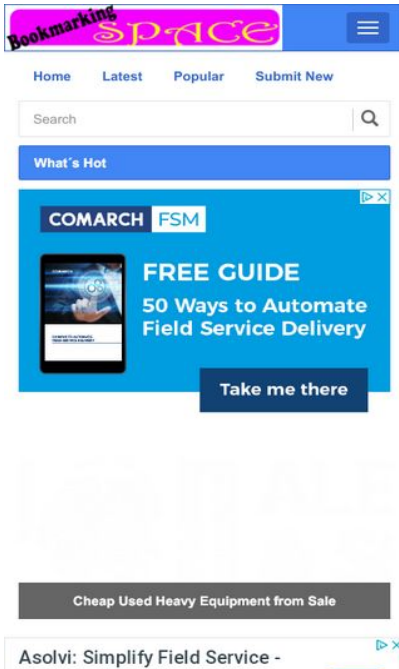 Bookmarking
SPACE
Home Latest Popular Submit New
Search
What´s Hot
COMARCH FSM
FREE GUIDE
50 Ways to Automate
Field Service Delivery
Take me there
Cheap Used Heavy Equipment from Sale
Asolvi: Simplify Field Service -